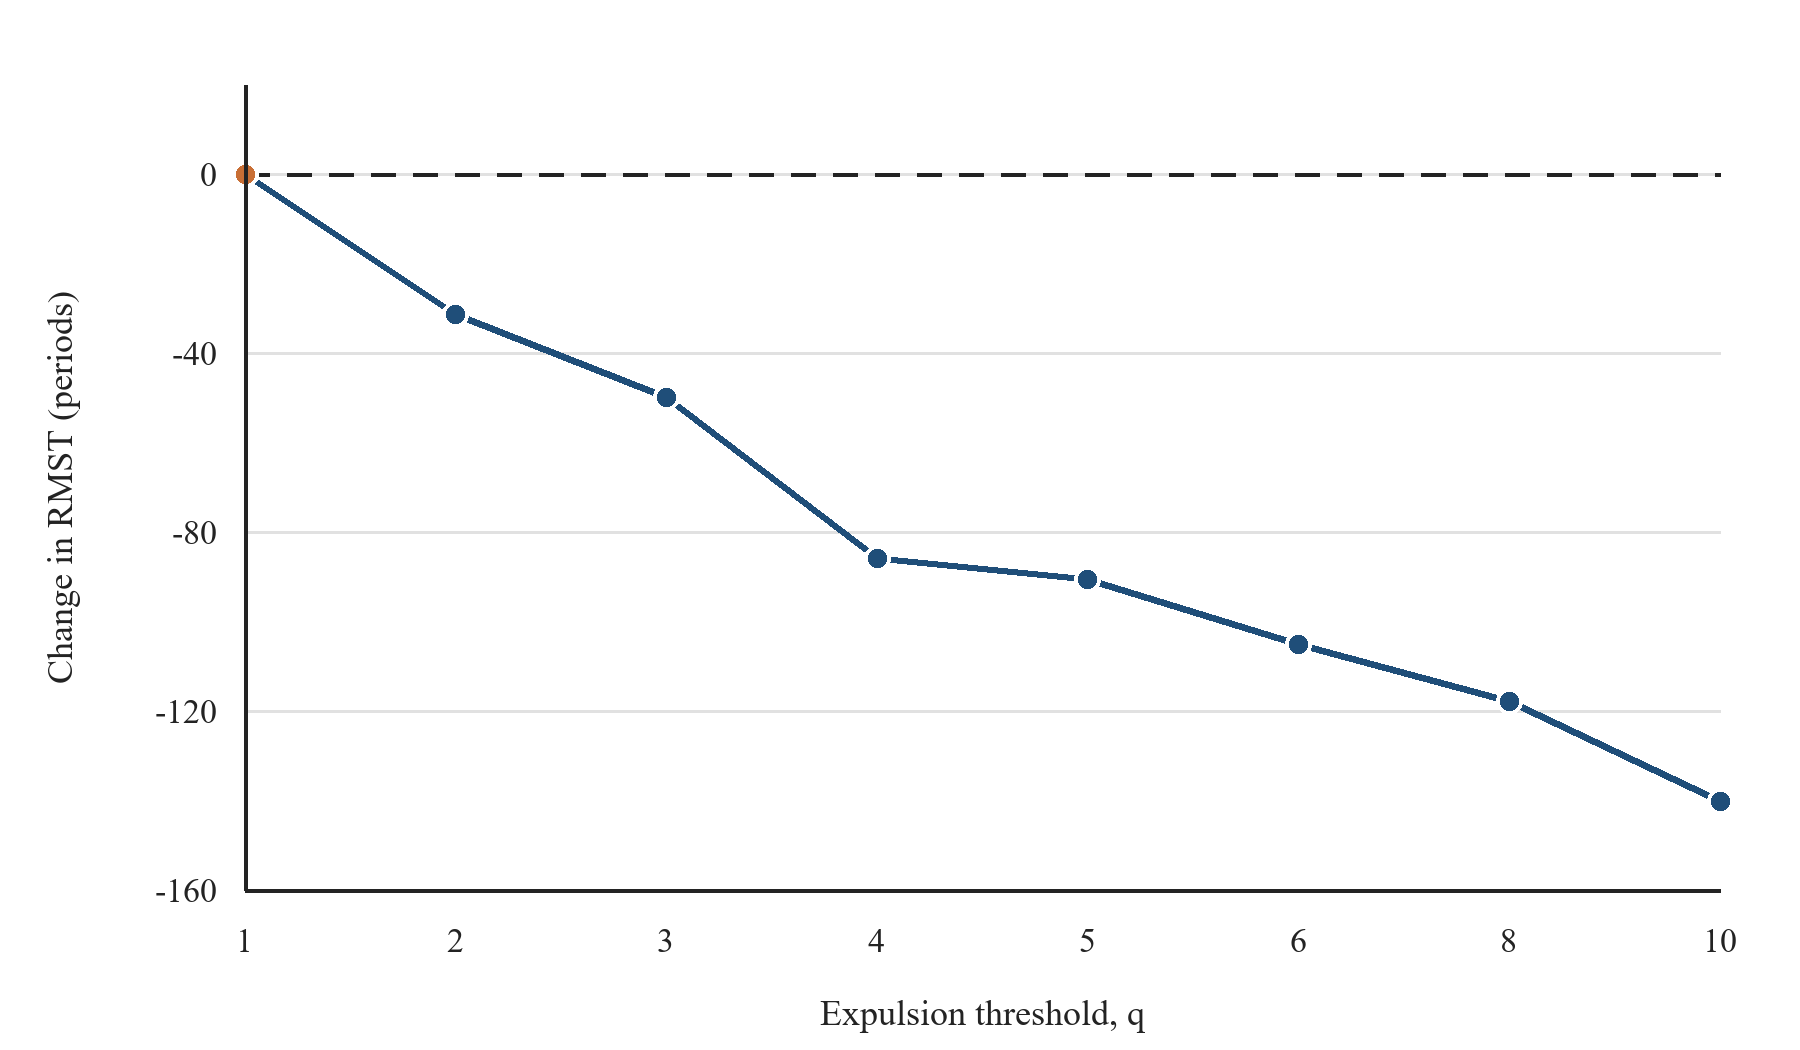 0
-40
-80
-120
-160
Change in RMST (periods)
1 2 3 4 5 6 8 10
Expulsion threshold, q